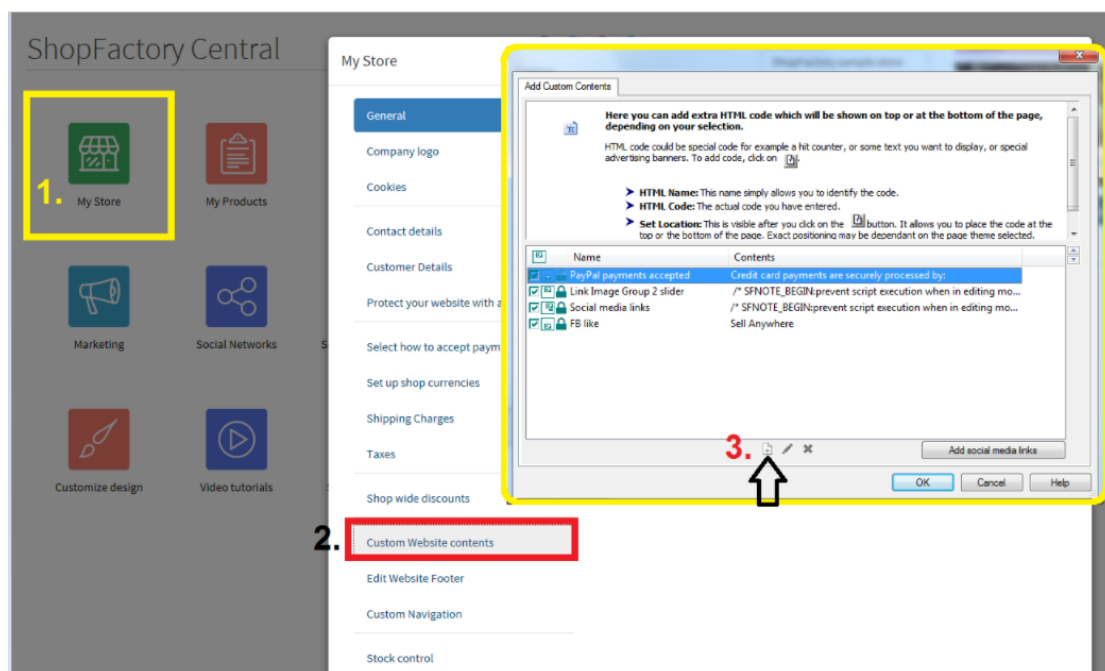 ShopFactory Central
1.
My Store
My Products
Marketing
Social Networks
S
Customize design
Video tutorials
My Store
General
Company logo
Cookies
Contact details
Customer Details
Protect your website with a
Select how to accept paym
Set up shop currencies
Shipping Charges
Taxes
Shop wide discounts
2.
Custom Website contents
Edit Website Footer
Custom Navigation
Stock control
ShopFactory sample store
Add Custom Contents
Here you can add extra HTML code which will be shown on top or at the bottom of the page,
depending on your selection.
HTML code could be special code for example a hit counter, or some text you want to display, or special
advertising banners. To add code, click on
HTML Name: This name simply allows you to identify the code.
HTML Code: The actual code you have entered.
Set Location: This is visible after you click on the button. It allows you to place the code at the
top or the bottom of the page. Exact positioning may be dependant on the page theme selected.
Name Contents
PayPal payments accepted Credit card payments are securely processed by:
Link Image Group 2 slider /* SFNOTE_BEGIN:prevent script execution when in editing mo...
Social media links /* SFNOTE_BEGIN:prevent script execution when in editing mo...
FB like Sell Anywhere
3.
Add social media links
OK Cancel Help